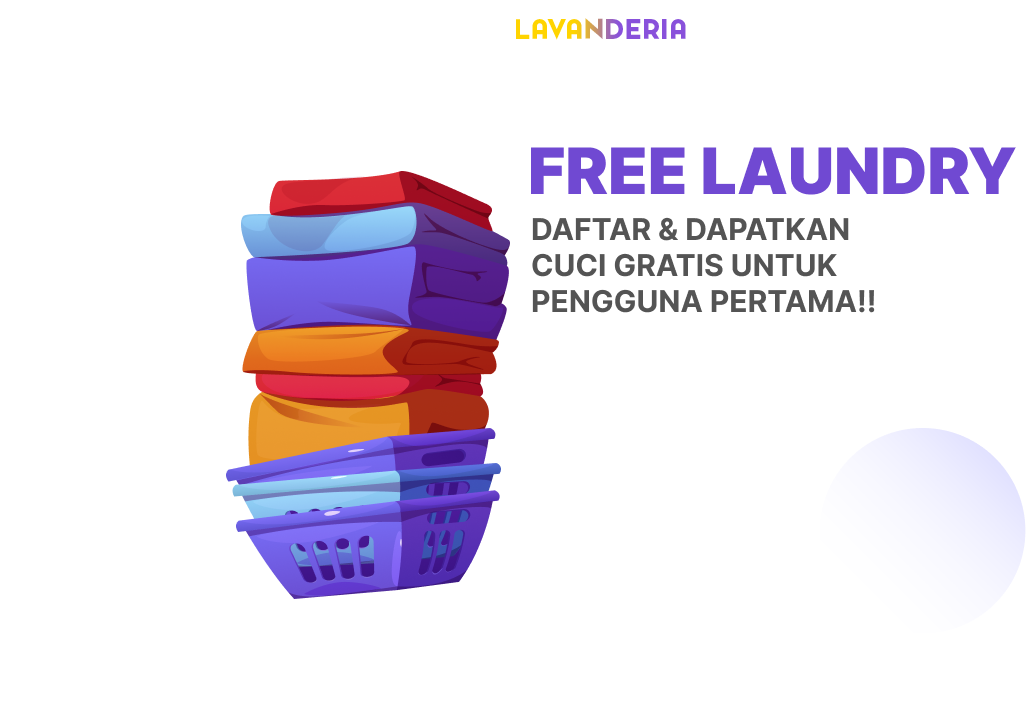 LAVANDERIA
FREE LAUNDRY
DAFTAR & DAPATKAN
CUCI GRATIS UNTUK
PENGGUNA PERTAMA!!